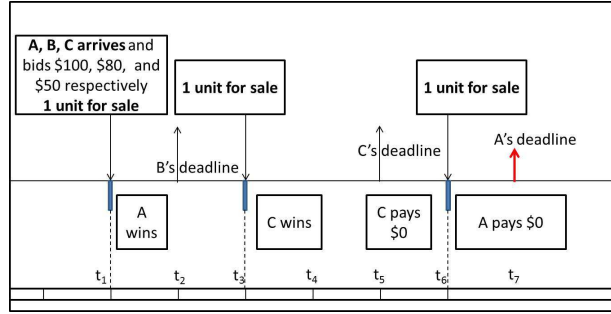 A, B, C arrives and
bids $100, $80, and
$50 respectively
1 unit for sale
1 unit for sale
1 unit for sale
B's deadline
C's deadline
A's deadline
A
wins
C wins
C pays
$0
A pays $0
t1
t2
t3
t4
t5
t6
t7